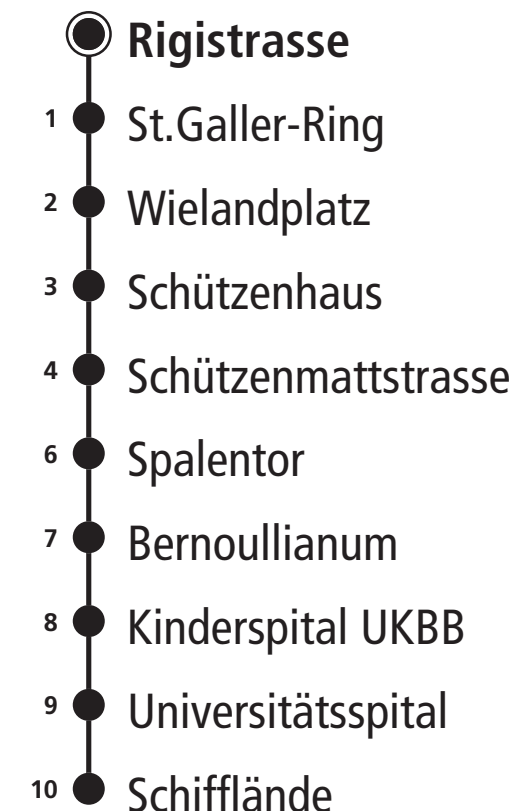 Rigistrasse
1 St.Galler-Ring
2 Wielandplatz
3 Schützenhaus
4 Schützenmattstrasse
6 Spalentor
7 Bernoullianum
8 Kinderspital UKBB
9 Universitätsspital
10 Schifflände